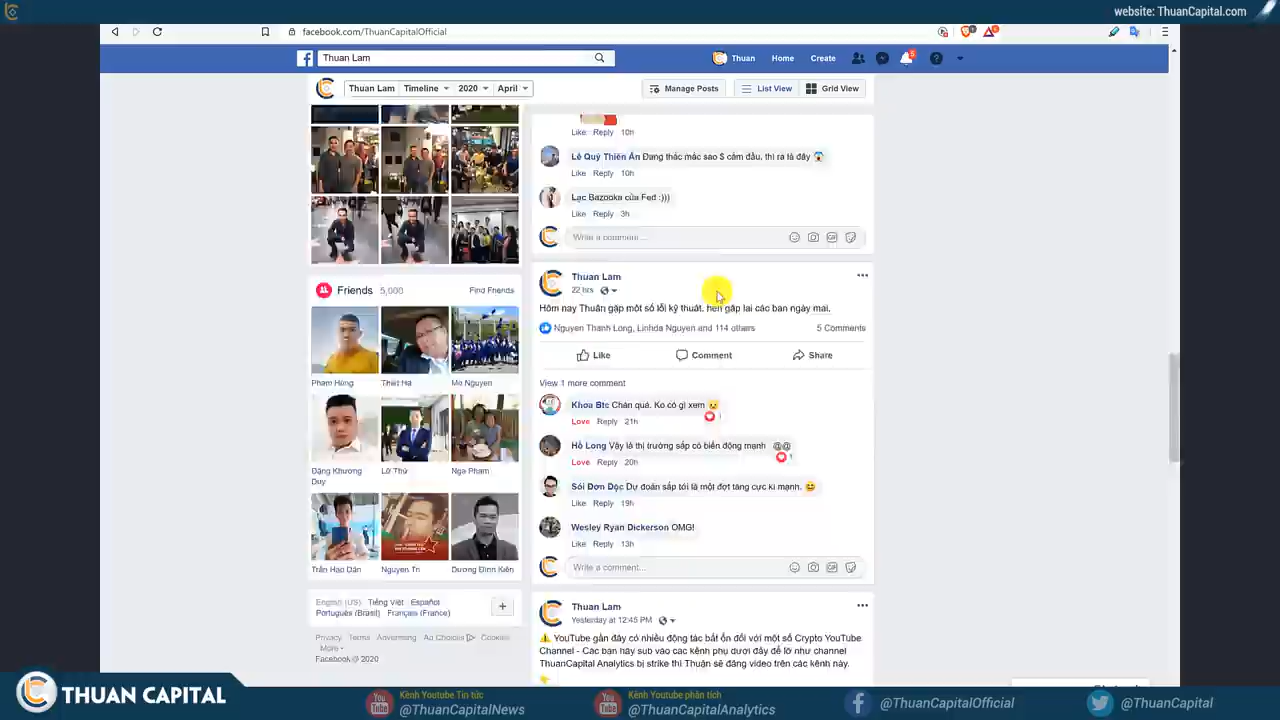 website: ThuanCapital.com
facebook.com/ThuanCapitalOfficial
Thuan Lam
Thuan Home Create
5
Thuan Lam Timeline 2020 April
Manage Posts List View Grid View
Like Reply 10h
Lê Quý Thiên Ân Đang thắc mắc sao $ cắm đầu, thì ra là đây
Like Reply 10h
Lac Bazooka của Fed :)))
Like Reply 3h
Write a comment...
Friends 5,000 Find Friends
Phạm Hùng
Mơ Nguyen
Đặng Khương Duy
Lữ Thứ
Nga Pham
Trần Hạo Dân
Nguyen Tri
Dương Đình Kiên
Thuan Lam
22 hrs
Hôm nay Thuận gặp một số lỗi kỹ thuật, hẹn gặp lại các bạn ngày mai.
Nguyen Thanh Long, Linhda Nguyen and 114 others 5 Comments
Like Comment Share
View 1 more comment
Khoa Btc Chán quá. Ko có gì xem
1
Love Reply 21h
Hồ Long Vậy là thị trường sắp có biến động mạnh @@
1
Love Reply 20h
Sói Đơn Độc Dự đoán sắp tới là một đợt tăng cực kì mạnh.
Like Reply 19h
Wesley Ryan Dickerson OMG!
Like Reply 13h
Write a comment...
English (US) Tiếng Việt Español
Português (Brasil) Français (France)
Privacy Terms Advertising Ad Choices Cookies
More
Facebook © 2020
Thuan Lam
Yesterday at 12:45 PM
YouTube gần đây có nhiều động tác bất ổn đối với một số Crypto YouTube
Channel - Các bạn hãy sub vào các kênh phụ dưới đây để lỡ như channel
ThuanCapital Analytics bị strike thì Thuận sẽ đăng video trên các kênh này.
THUAN CAPITAL
You Tube
Kênh Youtube Tin tức
@ThuanCapitalNews
You Tube
Kênh Youtube phân tích
@ThuanCapitalAnalytics
@ThuanCapitalOfficial
@ThuanCapital